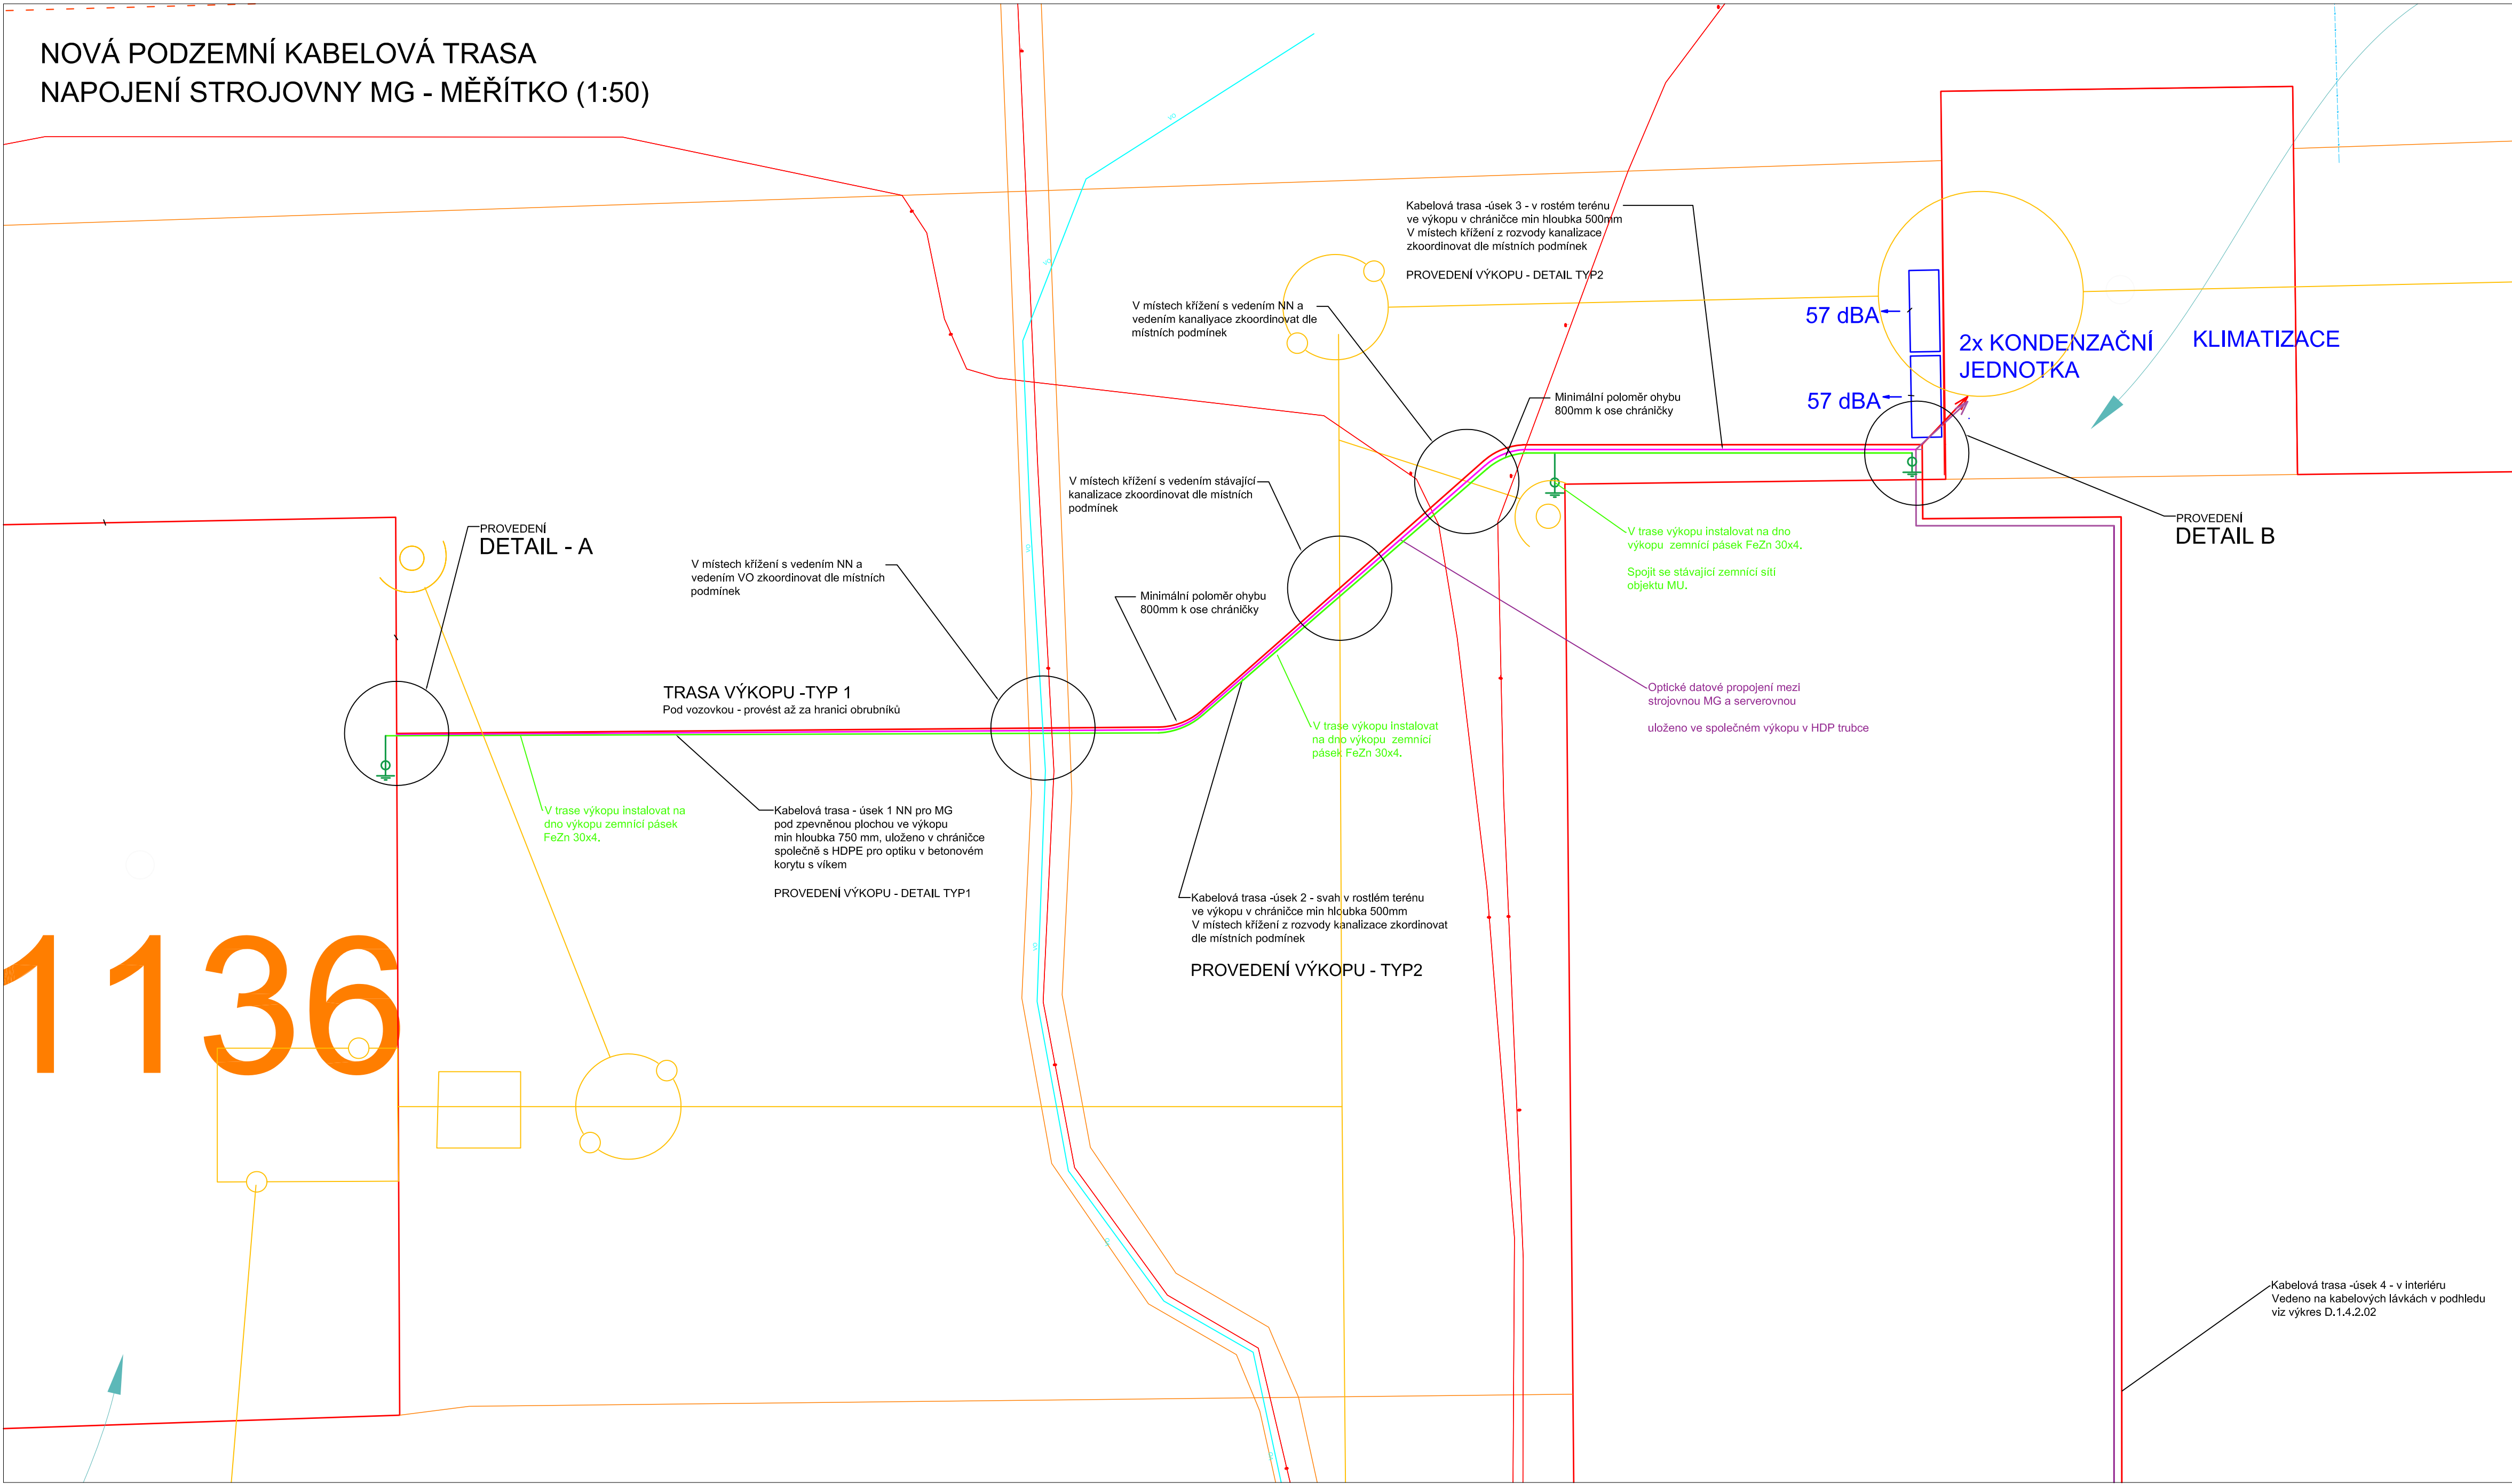 NOVÁ PODZEMNÍ KABELOVÁ TRASA
NAPOJENÍ STROJOVNY MG - MĚŘÍTKO (1:50)
Kabelová trasa -úsek 3 - v rostém terénu
ve výkopu v chráničce min hloubka 500mm
V místech křížení z rozvody kanalizace
zkoordinovat dle místních podmínek
PROVEDENÍ VÝKOPU - DETAIL TYP2
V místech křížení s vedením NN a
vedením kanaliyace zkoordinovat dle
místních podmínek
57 dBA
2x KONDENZAČNÍ
JEDNOTKA
KLIMATIZACE
57 dBA
Minimální poloměr ohybu
800mm k ose chráničky
V místech křížení s vedením stávající
kanalizace zkoordinovat dle místních
podmínek
PROVEDENÍ
DETAIL - A
PROVEDENÍ
DETAIL B
V trase výkopu instalovat na dno
výkopu zemnící pásek FeZn 30x4.
Spojit se stávající zemnící sítí
objektu MU.
V místech křížení s vedením NN a
vedením VO zkoordinovat dle místních
podmínek
Minimální poloměr ohybu
800mm k ose chráničky
TRASA VÝKOPU -TYP 1
Pod vozovkou - provést až za hranici obrubníků
Optické datové propojení mezi
strojovnou MG a serverovnou
uloženo ve společném výkopu v HDP trubce
V trase výkopu instalovat
na dno výkopu zemnící
pásek FeZn 30x4.
V trase výkopu instalovat na
dno výkopu zemnící pásek
FeZn 30x4.
Kabelová trasa - úsek 1 NN pro MG
pod zpevněnou plochou ve výkopu
min hloubka 750 mm, uloženo v chráničce
společně s HDPE pro optiku v betonovém
korytu s víkem
PROVEDENÍ VÝKOPU - DETAIL TYP1
Kabelová trasa -úsek 2 - svah v rostlém terénu
ve výkopu v chráničce min hloubka 500mm
V místech křížení z rozvody kanalizace zkordinovat
dle místních podmínek
PROVEDENÍ VÝKOPU - TYP2
1136
Kabelová trasa -úsek 4 - v interiéru
Vedeno na kabelových lávkách v podhledu
viz výkres D.1.4.2.02